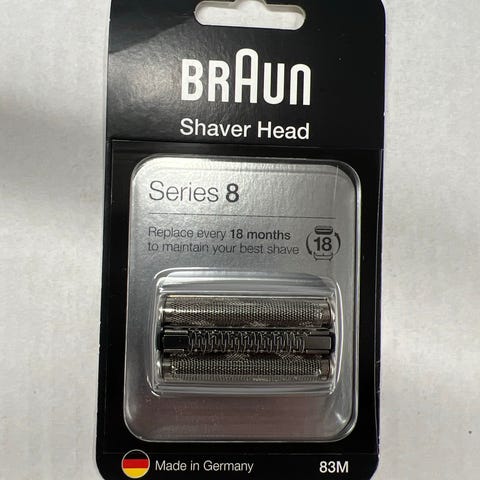 BRAUN
Shaver Head
Series 8
Replace every 18 months
to maintain your best shave
18
Made in Germany
83M